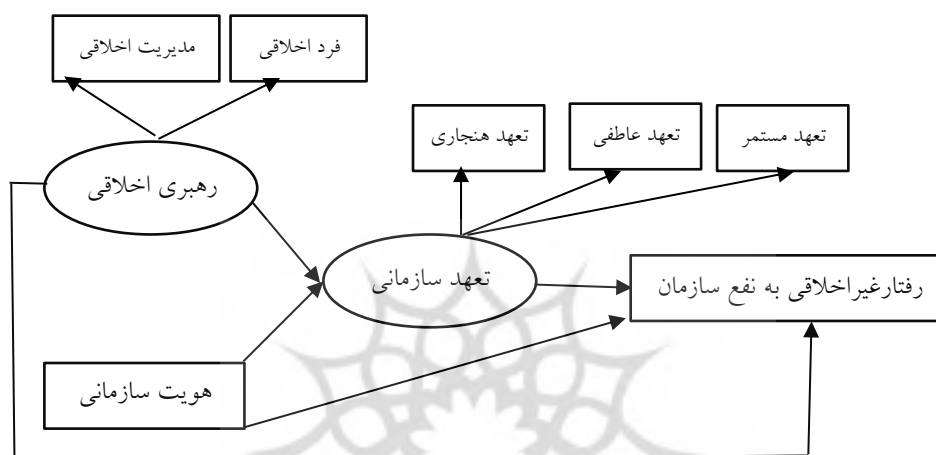 مدیریت اخلاقی
فرد اخلاقی
تعهد هنجاری
تعهد عاطفی
تعهد مستمر
رهبری اخلاقی
تعهد سازمانی
رفتارغیراخلاقی به نفع سازمان
هویت سازمانی